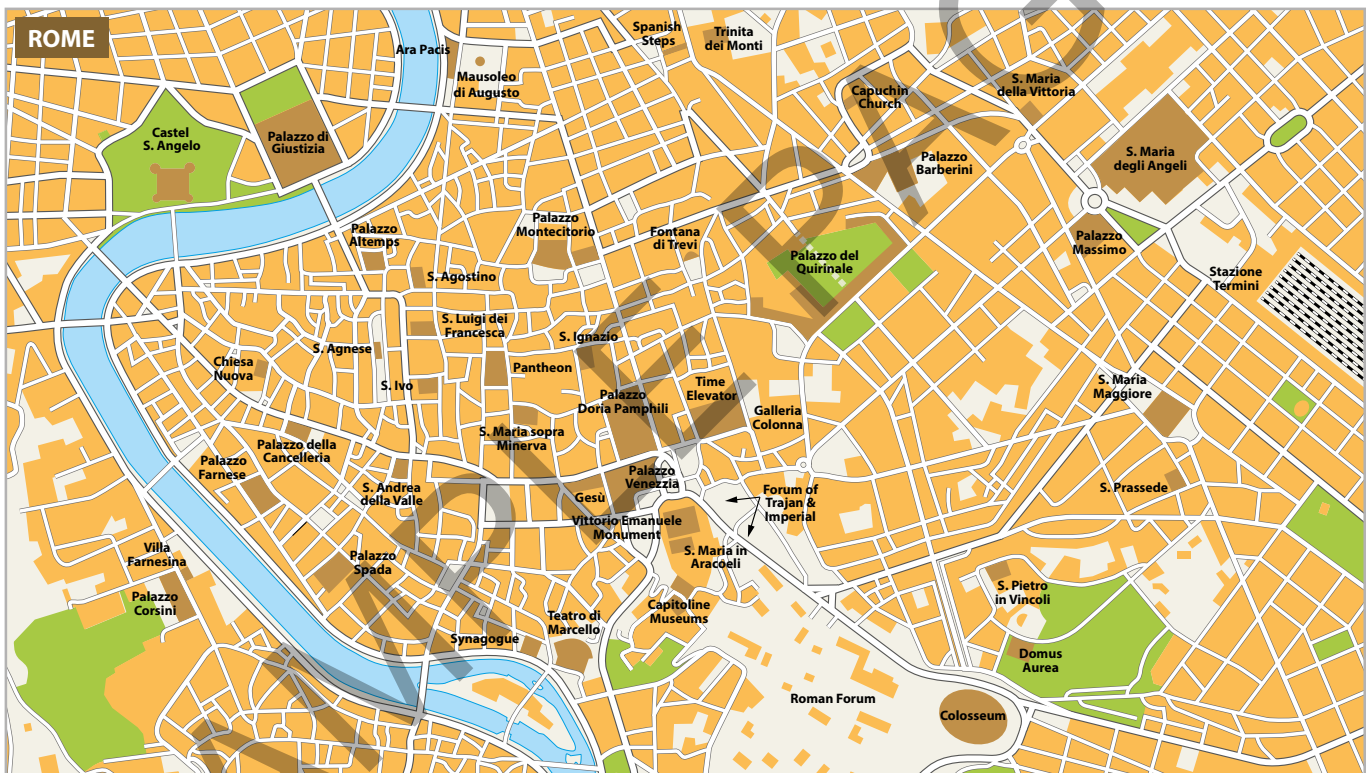 ROME
Ara Pacis
Mausoleo
di Augusto
Spanish
Steps
Trinita
dei Monti
Capuchin
Church
S. Maria
della Vittoria
Castel
S. Angelo
Palazzo di
Giustizia
Palazzo
Barberini
S. Maria
degli Angeli
Palazzo
Altemps
Palazzo
Montecitorio
Fontana
di Trevi
Palazzo del
Quirinale
Palazzo
Massimo
Stazione
Termini
S. Agostino
S. Luigi dei
Francesca
S. Ignazio
S. Agnese
Chiesa
Nuova
S. Ivo
Pantheon
Palazzo
Doria Pamphili
Time
Elevator
Galleria
Colonna
S. Maria
Maggiore
S. Maria sopra
Minerva
Palazzo della
Cancelleria
Palazzo
Farnese
S. Andrea
della Valle
Palazzo
Venezzia
Gesù
Forum of
Trajan &
Imperial
S. Prassede
Vittorio Emanuele
Monument
S. Maria in
Aracoeli
Villa
Farnesina
Palazzo
Spada
Palazzo
Corsini
Capitoline
Museums
Teatro di
Marcello
Synagogue
S. Pietro
in Vincoli
Domus
Aurea
Roman Forum
Colosseum